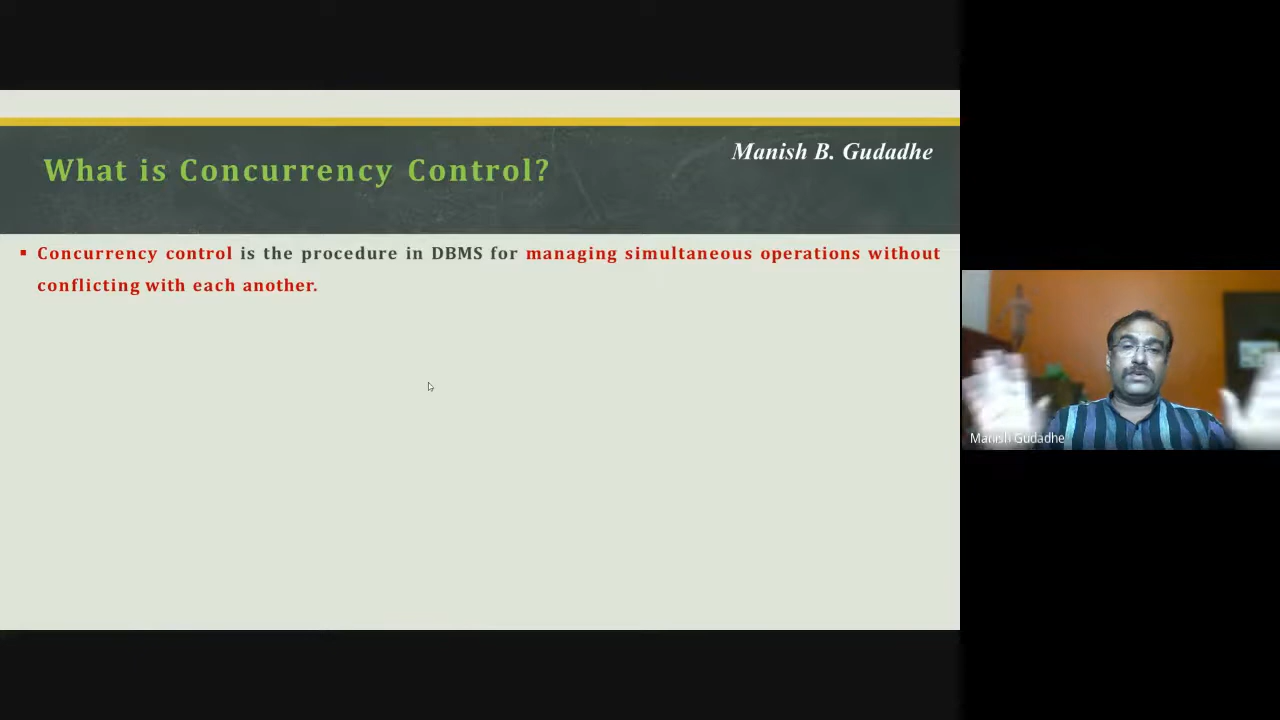 Manish B. Gudadhe
What is Concurrency Control?
▪ Concurrency control is the procedure in DBMS for managing simultaneous operations without
conflicting with each another.
Manish Gudadhe